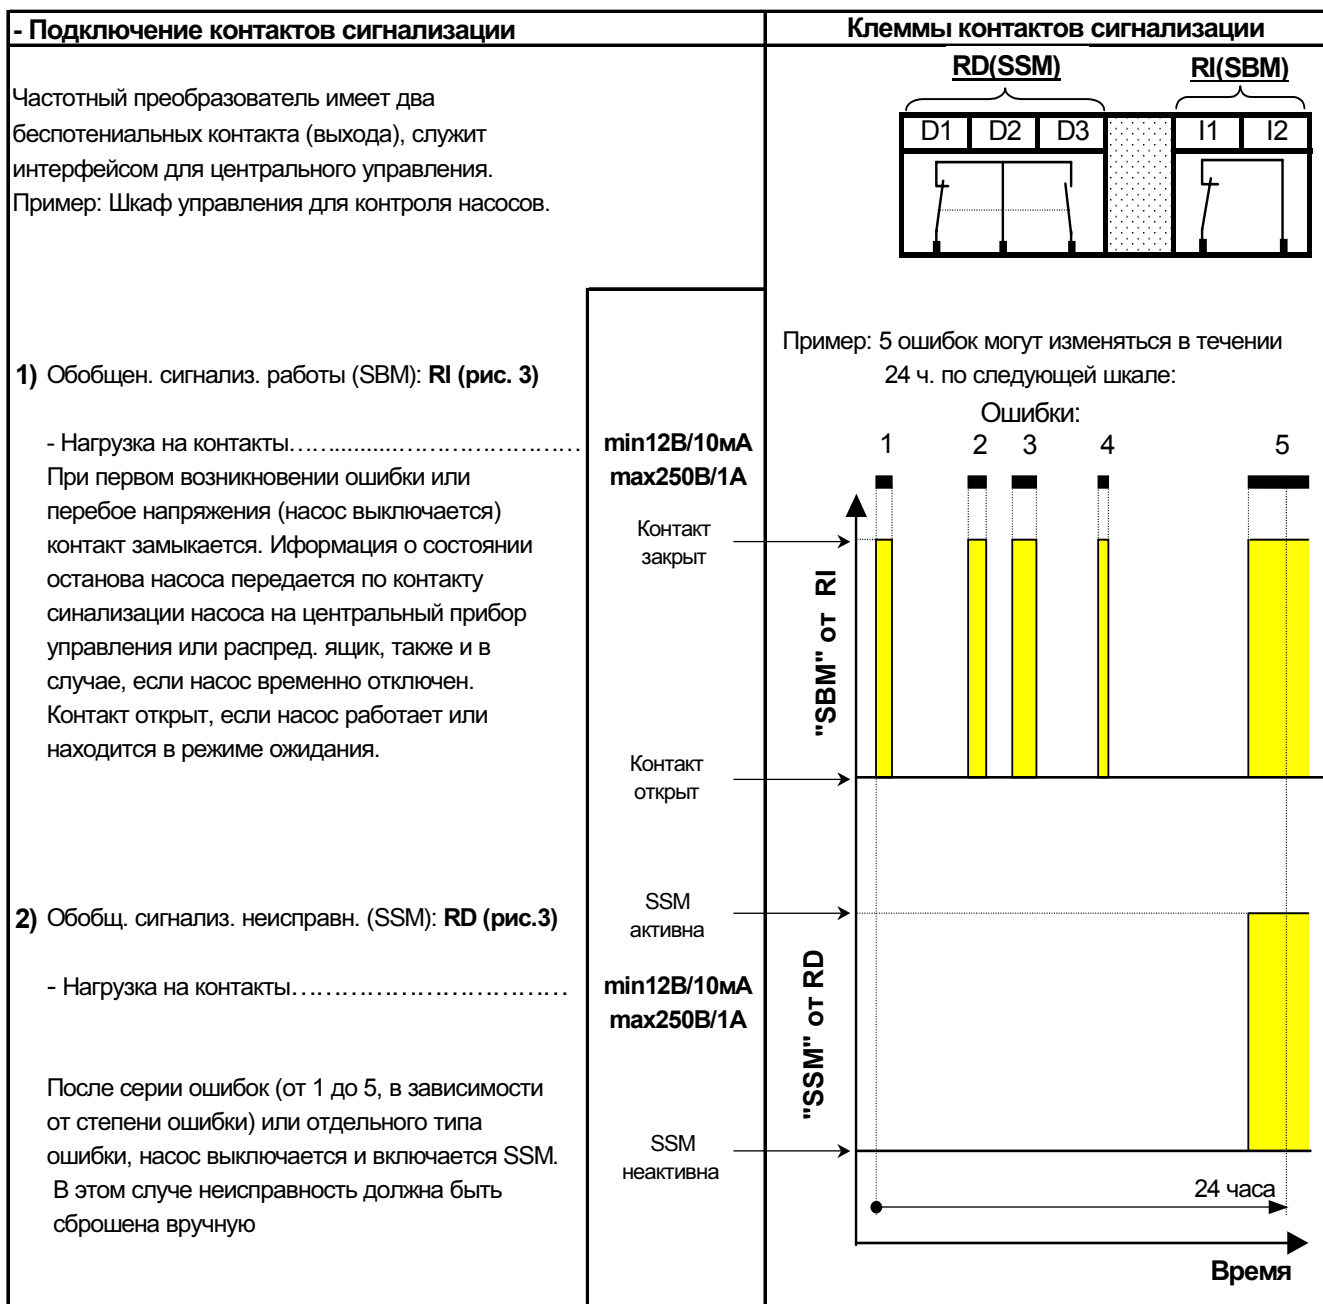 - Подключение контактов сигнализации
Клеммы контактов сигнализации
Частотный преобразователь имеет два
беспотениальных контакта (выхода), служит
интерфейсом для центрального управления.
Пример: Шкаф управления для контроля насосов.
RD(SSM)
RI(SBM)
D1 D2 D3 I1 I2
1) Обобщен. сигнализ. работы (SBM): RI (рис. 3)
- Нагрузка на контакты…….............……………………
min12В/10мА
max250В/1А
При первом возникновении ошибки или
перебое напряжения (насос выключается)
контакт замыкается. Иформация о состоянии
останова насоса передается по контакту
синализации насоса на центральный прибор
управления или распред. ящик, также и в
случае, если насос временно отключен.
Контакт открыт, если насос работает или
находится в режиме ожидания.
Пример: 5 ошибок могут изменяться в течении
24 ч. по следующей шкале:
Ошибки:
1 2 3 4 5
Контакт
закрыт
"SBM" от RI
Контакт
открыт
2) Обобщ. сигнализ. неисправн. (SSM): RD (рис.3)
- Нагрузка на контакты……………………………
min12В/10мА
max250В/1А
После серии ошибок (от 1 до 5, в зависимости
от степени ошибки) или отдельного типа
ошибки, насос выключается и включается SSM.
В этом случе неисправность должна быть
сброшена вручную
SSM
активна
"SSM" от RD
SSM
неактивна
24 часа
Время